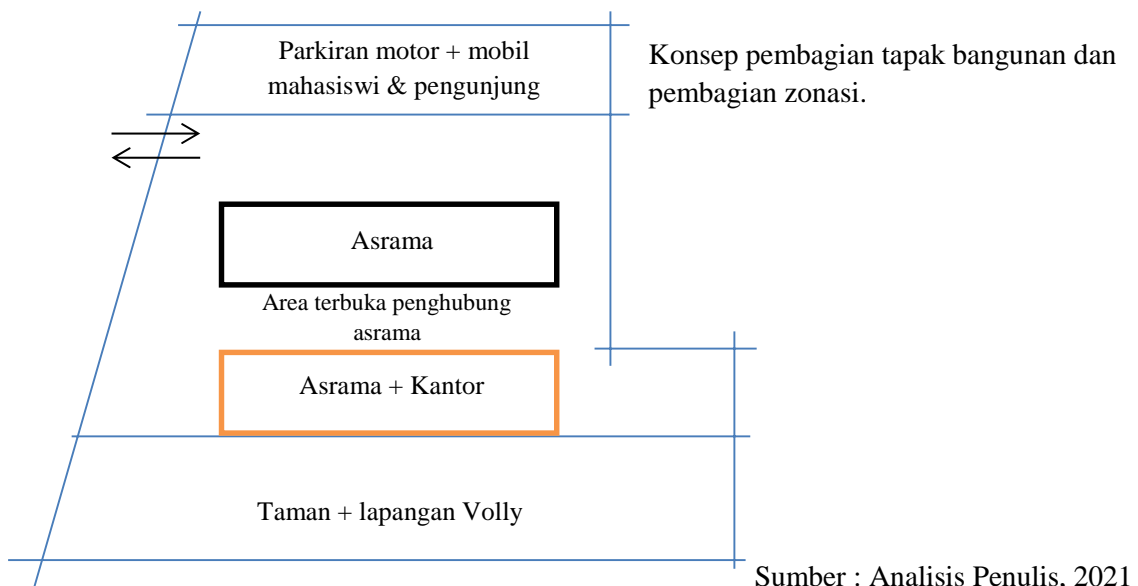 Parkiran motor + mobil
mahasiswi & pengunjung
Konsep pembagian tapak bangunan dan
pembagian zonasi.
Asrama
Area terbuka penghubung
asrama
Asrama + Kantor
Taman + lapangan Volly
Sumber : Analisis Penulis, 2021